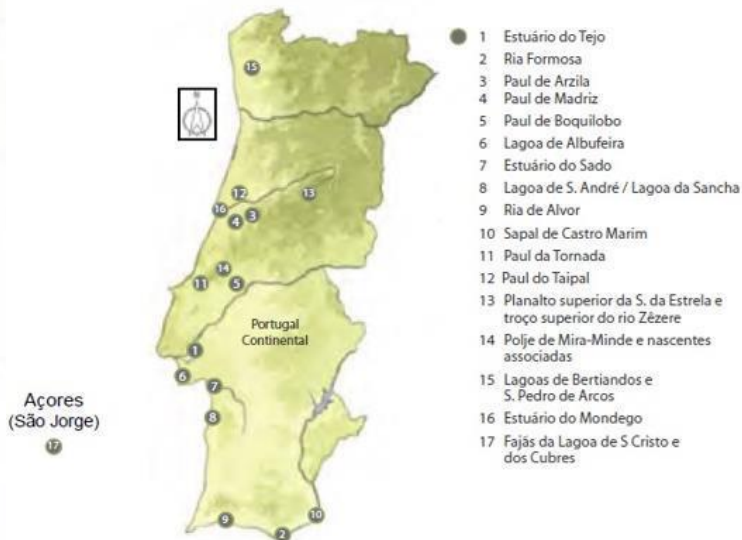 1 Estuário do Tejo
2 Ria Formosa
3 Paul de Arzila
4 Paul de Madriz
5 Paul de Boquilobo
6 Lagoa de Albufeira
7 Estuário do Sado
8 Lagoa de S. André / Lagoa da Sancha
9 Ria de Alvor
10 Sapal de Castro Marim
11 Paul da Tornada
12 Paul do Taipal
13 Planalto superior da S. da Estrela e
troço superior do rio Zêzere
14 Polje de Mira-Minde e nascentes
associadas
15 Lagoas de Bertiandos e
S. Pedro de Arcos
16 Estuário do Mondego
17 Fajãs da Lagoa de S Cristo e
dos Cubres
15
N
12
13
16
4
3
14
11
5
Portugal
Continental
1
6
7
8
Açores
(São Jorge)
17
9
10
2